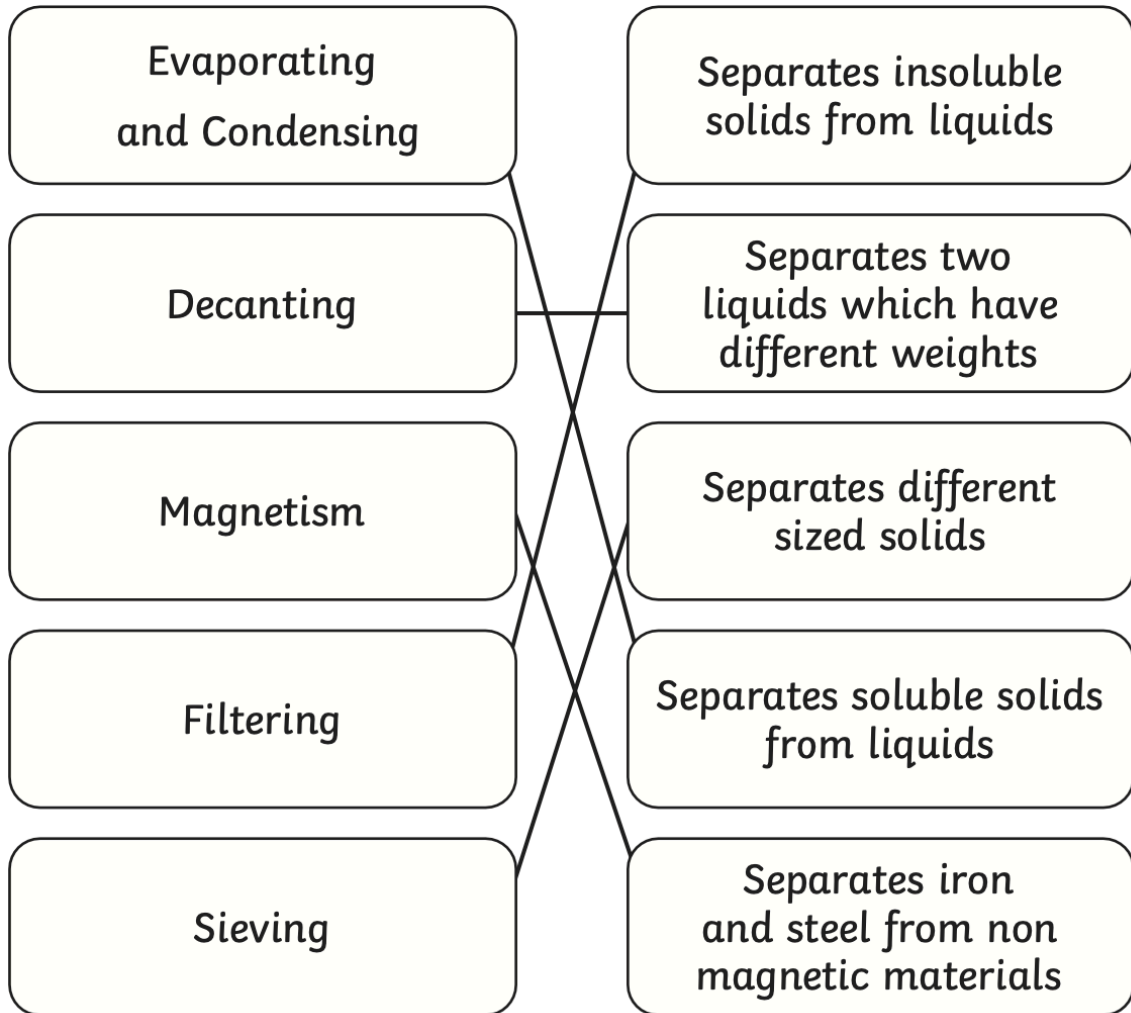 Evaporating
and Condensing
Separates insoluble
solids from liquids
Decanting
Separates two
liquids which have
different weights
Magnetism
Separates different
sized solids
Filtering
Separates soluble solids
from liquids
Sieving
Separates iron
and steel from non
magnetic materials